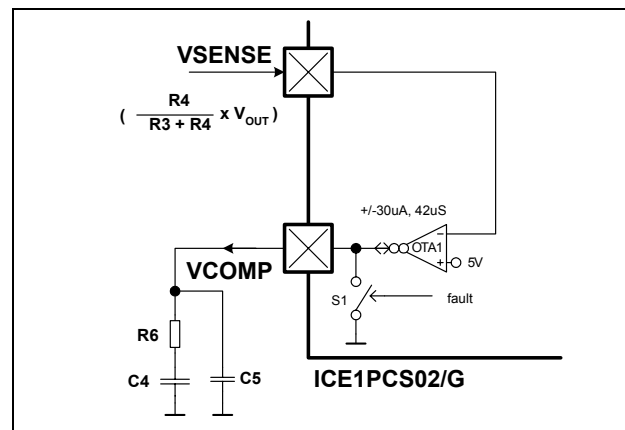 VSENSE
( R4
R3 + R4 x VOUT )
+/-30uA, 42uS
OTA1
5V
VCOMP
S1
fault
R6
C4
C5
ICE1PCS02/G